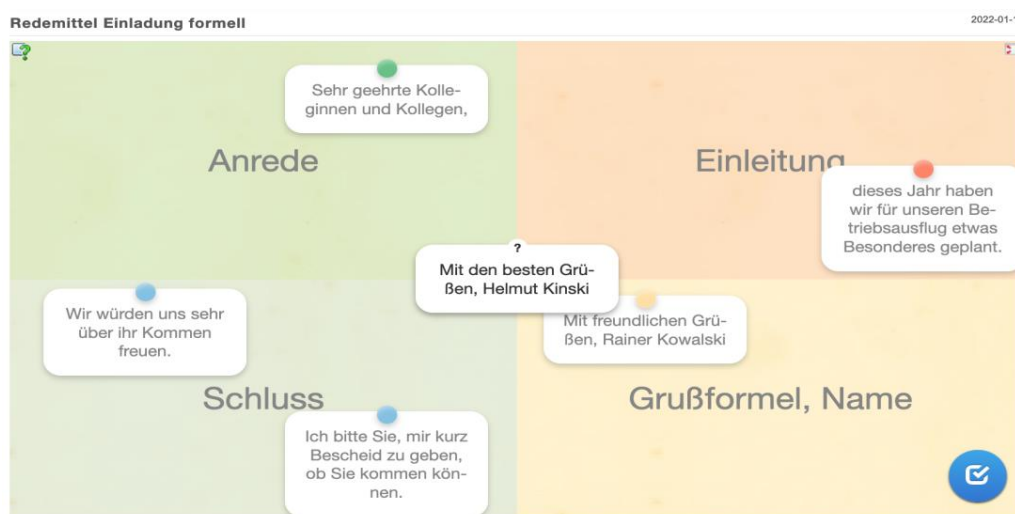 Redemittel Einladung formell
2022-01-1
Sehr geehrte Kolle-
ginnen und Kollegen,
Anrede
Einleitung
dieses Jahr haben
wir für unseren Be-
triebsausflug etwas
Besonderes geplant.
?
Mit den besten Grü-
ßen, Helmut Kinski
Wir würden uns sehr
über ihr Kommen
freuen.
Mit freundlichen Grü-
ßen, Rainer Kowalski
Schluss
Grußformel, Name
Ich bitte Sie, mir kurz
Bescheid zu geben,
ob Sie kommen kön-
nen.